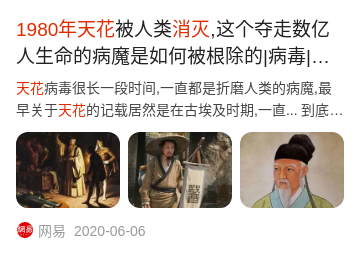 1980年天花被人类消灭,这个夺走数亿
人生命的病魔是如何被根除的|病毒|...
天花病毒很长一段时间,一直都是折磨人类的病魔,最
早关于天花的记载居然是在古埃及时期,一直... 到底...
网易 网易 2020-06-06